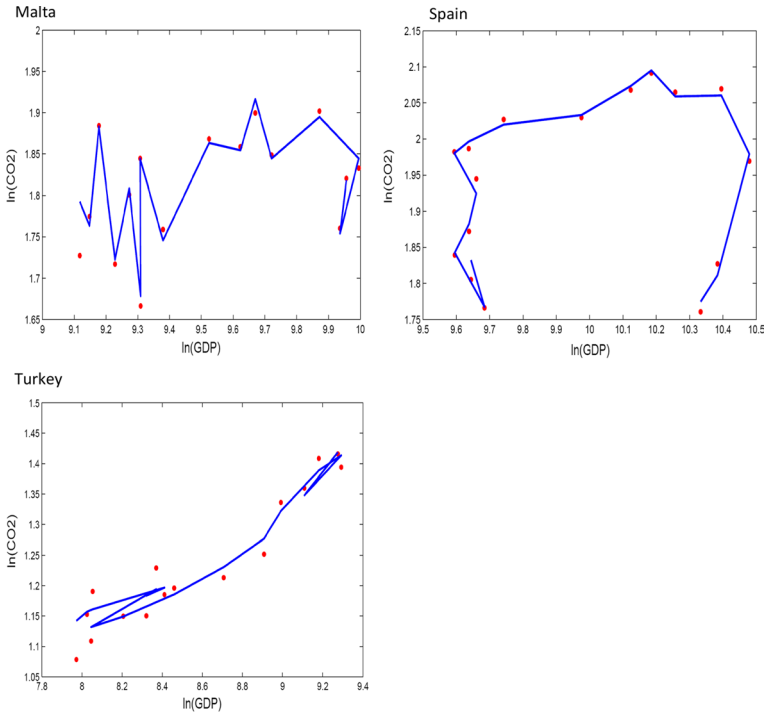 Malta
2
1.95
1.9
1.85
1.8
1.75
1.7
1.65
ln(CO2)
9 9.1 9.2 9.3 9.4 9.5 9.6 9.7 9.8 9.9 10
ln(GDP)
Spain
2.15
2.1
2.05
2
1.95
1.9
1.85
1.8
1.75
ln(CO2)
9.5 9.6 9.7 9.8 9.9 10 10.1 10.2 10.3 10.4 10.5
ln(GDP)
Turkey
1.5
1.45
1.4
1.35
1.3
1.25
1.2
1.15
1.1
1.05
ln(CO2)
7.8 8 8.2 8.4 8.6 8.8 9 9.2 9.4
ln(GDP)